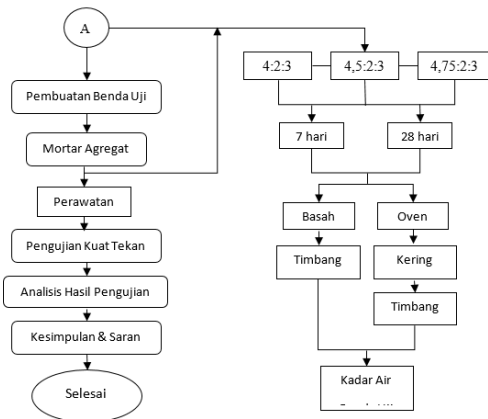 A
Pembuatan Benda Uji
Mortar Agregat
Perawatan
Pengujian Kuat Tekan
Analisis Hasil Pengujian
Kesimpulan & Saran
Selesai
4:2:3
4,5:2:3
4,75:2:3
7 hari
28 hari
Basah
Oven
Timbang
Kering
Timbang
Kadar Air